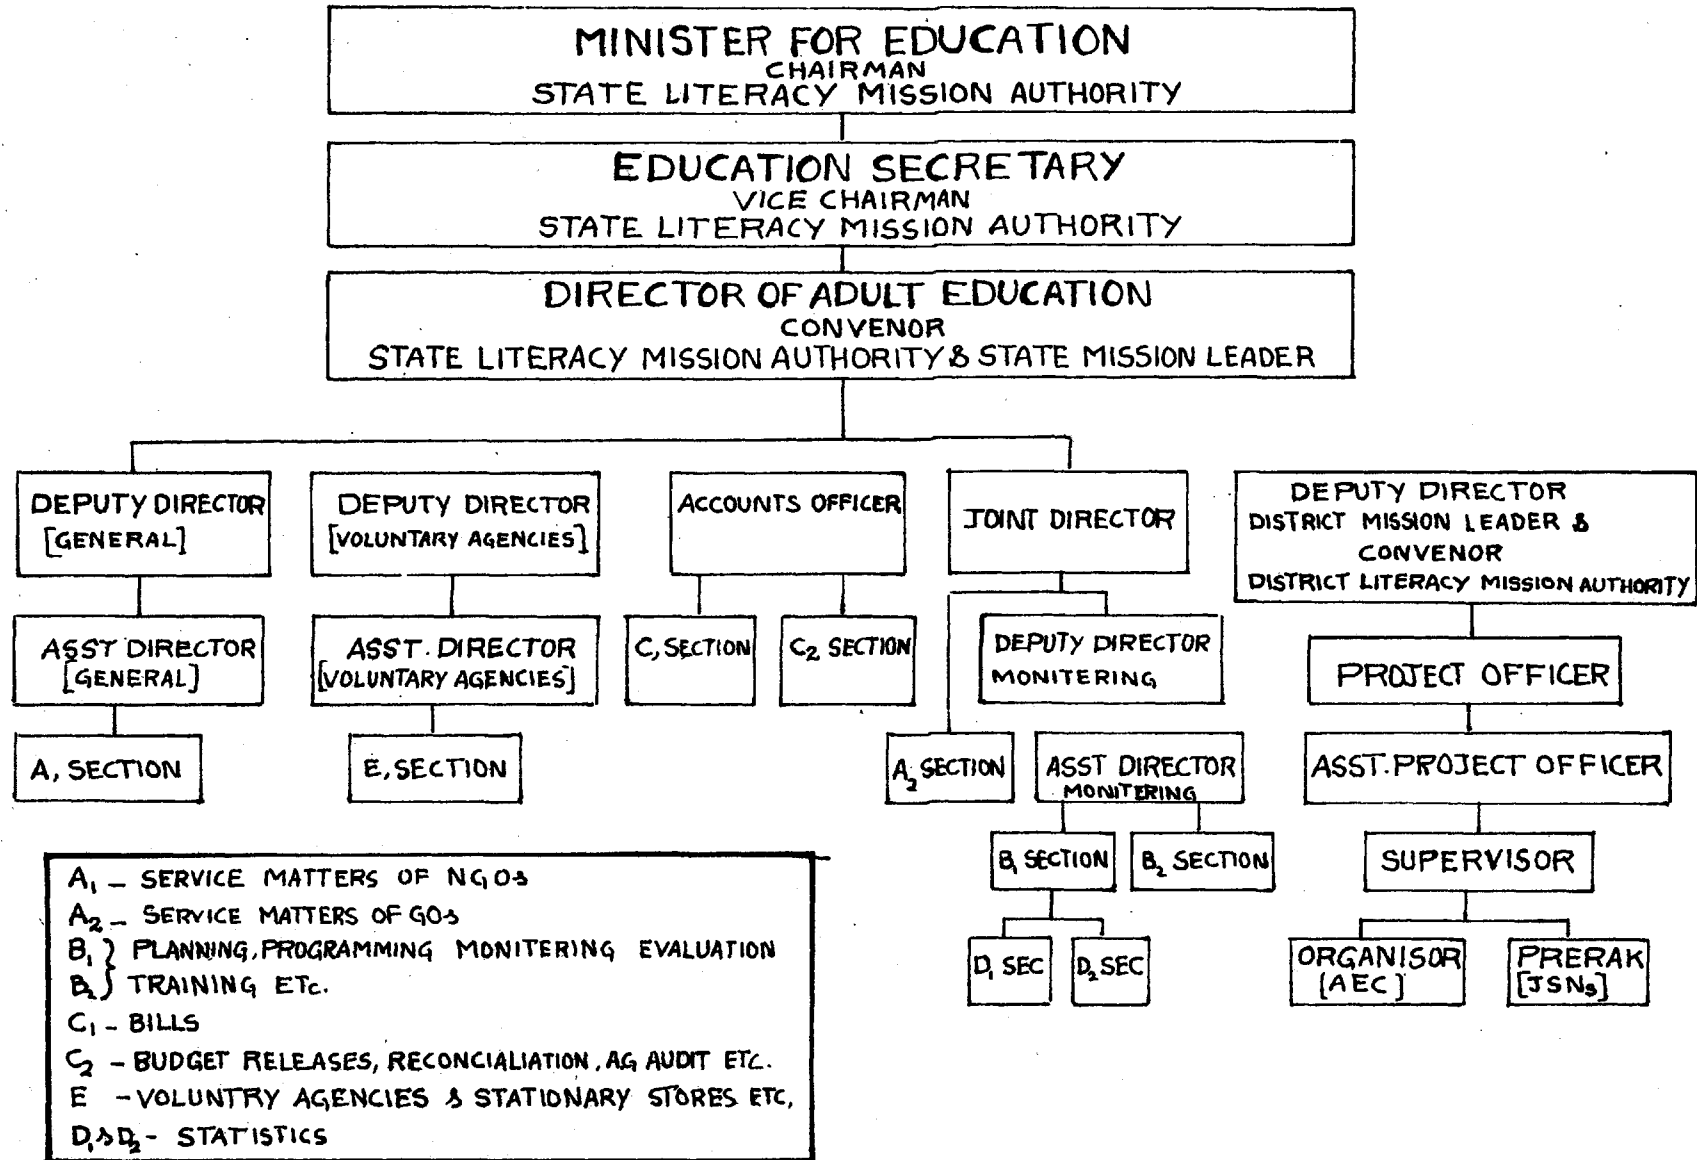 MINISTER FOR EDUCATION
CHAIRMAN
STATE LITERACY MISSION AUTHORITY
EDUCATION SECRETARY
VICE CHAIRMAN
STATE LITERACY MISSION AUTHORITY
DIRECTOR OF ADULT EDUCATION
CONVENOR
STATE LITERACY MISSION AUTHORITY & STATE MISSION LEADER
DEPUTY DIRECTOR
[GENERAL]
DEPUTY DIRECTOR
[VOLUNTARY AGENCIES]
ACCOUNTS OFFICER
JOINT DIRECTOR
DEPUTY DIRECTOR
DISTRICT MISSION LEADER &
CONVENOR
DISTRICT LITERACY MISSION AUTHORITY
ASST DIRECTOR
[GENERAL]
ASST. DIRECTOR
[VOLUNTARY AGENCIES]
C, SECTION
C2 SECTION
DEPUTY DIRECTOR
MONITERING
PROJECT OFFICER
A, SECTION
E, SECTION
A2 SECTION
ASST DIRECTOR
MONITERING
ASST. PROJECT OFFICER
B1 SECTION
B2 SECTION
SUPERVISOR
D1 SEC
D2 SEC
ORGANISOR
[AEC]
PRERAK
[JSNs]
A1 - SERVICE MATTERS OF NGOs
A2 - SERVICE MATTERS OF GOs
B1 } PLANNING, PROGRAMMING MONITERING EVALUATION
B2 } TRAINING ETC.
C1 - BILLS
C2 - BUDGET RELEASES, RECONCIALIATION, AG AUDIT ETC.
E - VOLUNTRY AGENCIES & STATIONARY STORES ETC,
D1 & D2 - STATISTICS